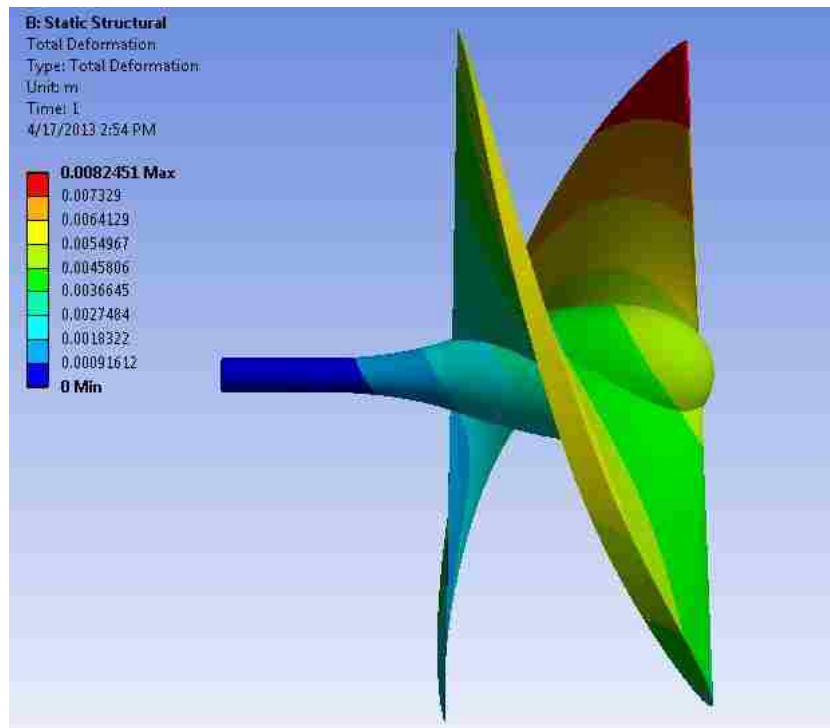 B: Static Structural
Total Deformation
Type: Total Deformation
Unit: m
Time: 1
4/17/2013 2:54 PM
0.0082451 Max
0.007329
0.0064129
0.0054967
0.0045806
0.0036645
0.0027484
0.0018322
0.00091612
0 Min